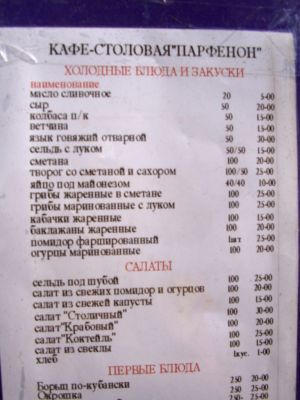 КАФЕ-СТОЛОВАЯ"ПАРФЕНОН"
ХОЛОДНЫЕ БЛЮДА И ЗАКУСКИ
наименование
масло сливочное 20 5-00
сыр 50 20-00
колбаса п/к 50 15-00
ветчина 50 15-00
язык говяжий отварной 50 30-00
сельдь с луком 50/50 15-00
сметана 100 20-00
творог со сметаной и сахором 100/50 25-00
яйцо под майонезом 40/40 10-00
грибы жаренные в сметане 100 25-00
грибы маринованные с луком 100 25-00
кабачки жаренные 100 15-00
баклажаны жаренные 100 20-00
помидор фаршированный 1шт 25-00
огурцы маринованные 100 20-00
САЛАТЫ
сельдь под шубой 100 25-00
салат из свежих помидор и огурцов 100 20-00
салат из свежей капусты 100 15-00
салат "Столичный" 100 30-00
салат"Крабовый" 100 20-00
салат"Коктейль" 100 25-00
салат из свеклы 100 15-00
хлеб 1кус. 1-00
ПЕРВЫЕ БЛЮДА
Борьщ по-кубански 250 20-00
Окрошка 250 25-00